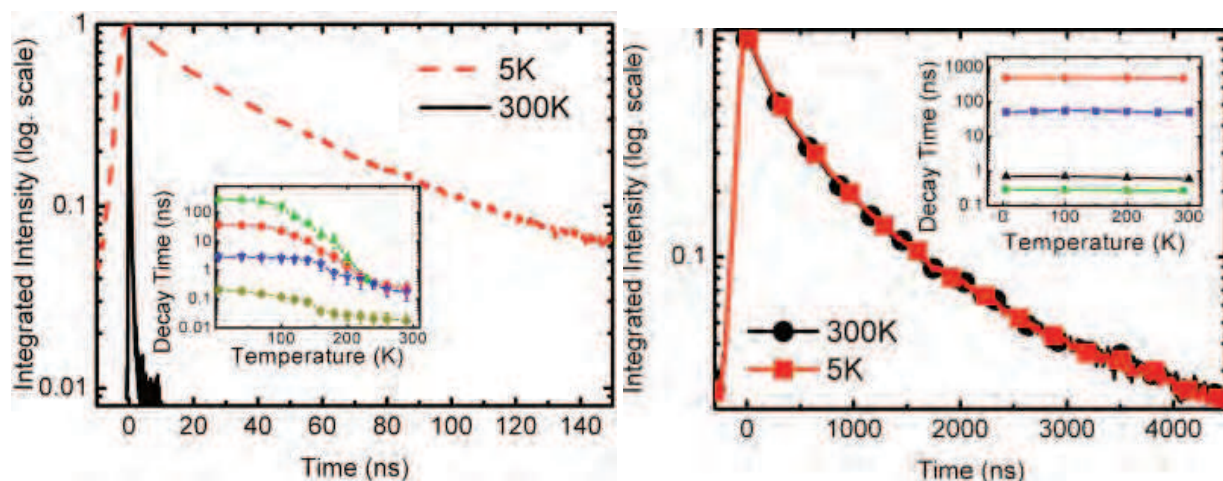 Integrated Intensity (log. scale)
1
0.1
0.01
5K
300K
Decay Time (ns)
100
10
1
0.1
0.01
0 100 200 300
Temperature (K)
0 20 40 60 80 100 120 140
Time (ns)
Integrated Intensity (log. scale)
1
0.1
Decay Time (ns)
1000
100
10
1
0.1
0 100 200 300
Temperature (K)
300K
5K
0 1000 2000 3000 4000
Time (ns)